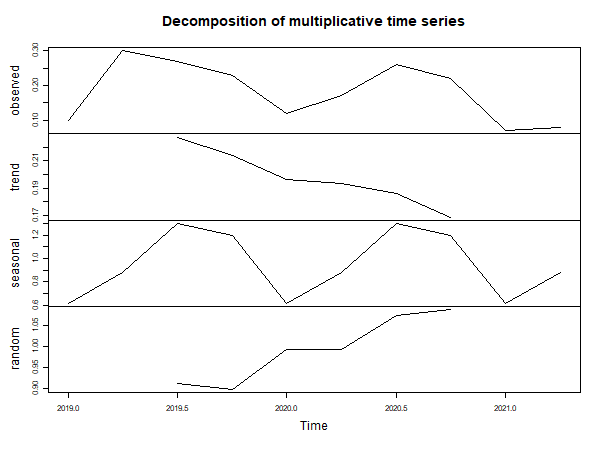 Decomposition of multiplicative time series
observed
0.30
0.20
0.10
trend
0.21
0.19
0.17
seasonal
1.2
1.0
0.8
0.6
random
1.05
1.00
0.95
0.90
2019.0 2019.5 2020.0 2020.5 2021.0
Time